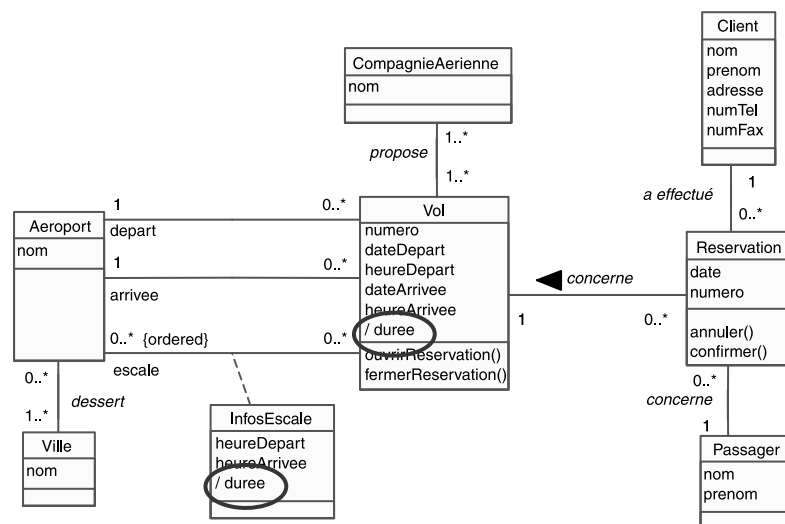 Client
nom
prenom
adresse
numTel
numFax
CompagnieAerienne
nom
1..*
propose
1..*
a effectué
1
0..*
Aeroport
nom
1
depart
0..*
1
arrivee
0..*
0..* {ordered}
escale
0..*
Vol
numero
dateDepart
heureDepart
dateArrivee
heureArrivee
/ duree
ouvrirReservation()
fermerReservation()
concerne
1
0..*
Reservation
date
numero
annuler()
confirmer()
0..*
concerne
1
0..*
dessert
1..*
Ville
nom
InfosEscale
heureDepart
heureArrivee
/ duree
Passager
nom
prenom